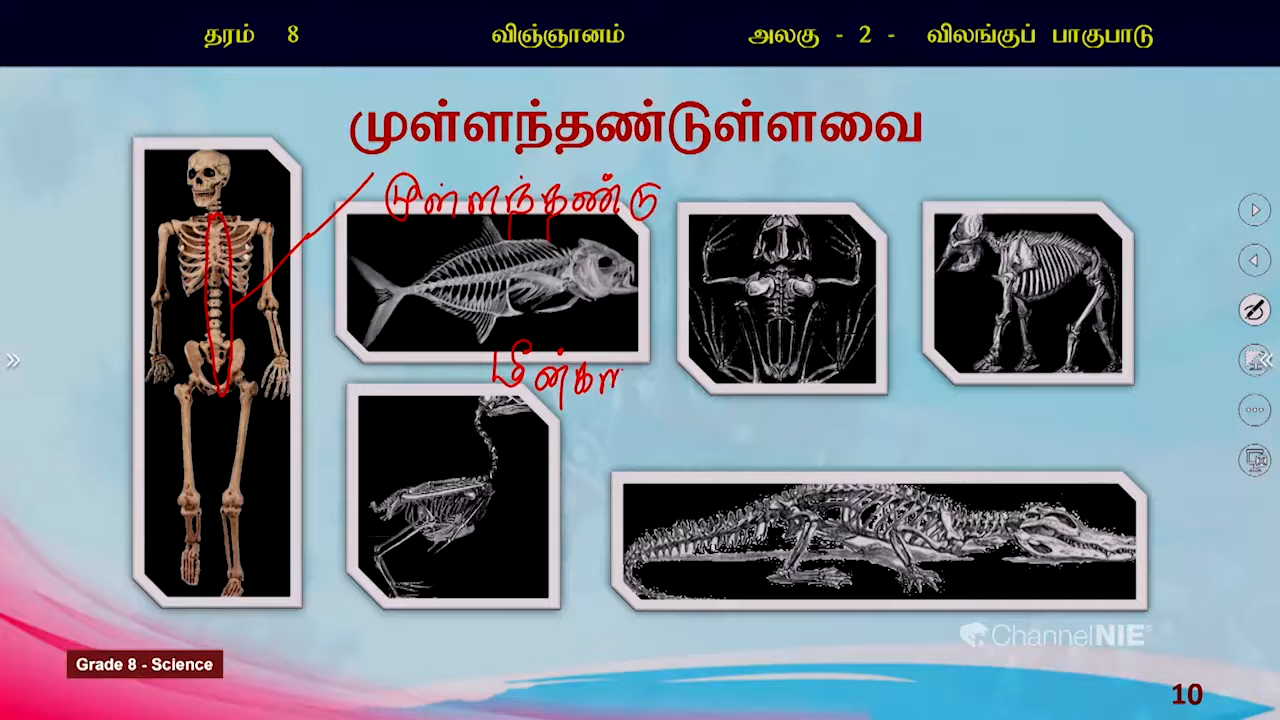 தரம் 8 விஞ்ஞானம் அலகு - 2 - விலங்குப் பாகுபாடு
முள்ளந்தண்டுள்ளவை
முள்ளந்தண்டு
மீன்கள
Grade 8 - Science
ChannelNIE
10